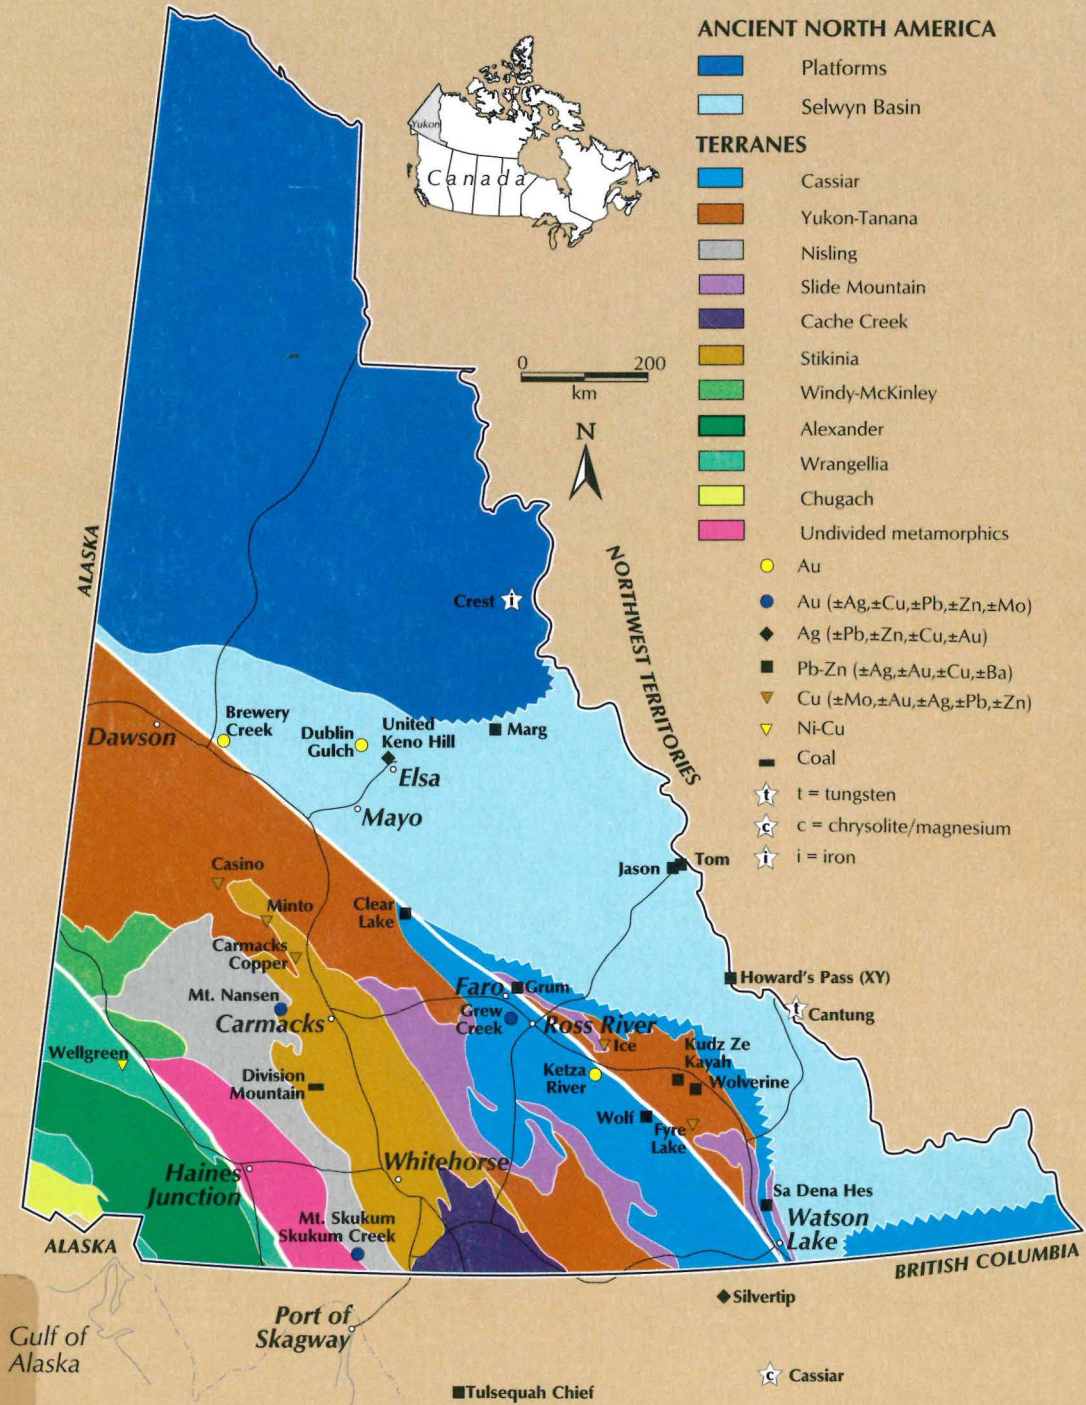 ANCIENT NORTH AMERICA
Platforms
Selwyn Basin
TERRANES
Cassiar
Yukon-Tanana
Nisling
Slide Mountain
Cache Creek
Stikinia
Windy-McKinley
Alexander
Wrangellia
Chugach
Undivided metamorphics
Au
Au (±Ag,±Cu,±Pb,±Zn,±Mo)
Ag (±Pb,±Zn,±Cu,±Au)
Pb-Zn (±Ag,±Au,±Cu,±Ba)
Cu (±Mo,±Au,±Ag,±Pb,±Zn)
Ni-Cu
Coal
t t = tungsten
c c = chrysolite/magnesium
i i = iron
Yukon
Canada
0 200
km
N
ALASKA
NORTHWEST TERRITORIES
Crest i
Dawson
Brewery
Creek
Dublin
Gulch
United
Keno Hill
Marg
Elsa
Mayo
Jason
Tom
Casino
Minto
Clear
Lake
Carmacks
Copper
Howard's Pass (XY)
t Cantung
Mt. Nansen
Carmacks
Faro
Grum
Grew
Creek
Ross River
Ice
Kudz Ze
Kayah
Wolverine
Wellgreen
Division
Mountain
Ketza
River
Wolf
Fyre
Lake
Haines
Junction
Whitehorse
Sa Dena Hes
Watson
Lake
Mt. Skukum
Skukum Creek
ALASKA
BRITISH COLUMBIA
Silvertip
Port of
Skagway
Gulf of
Alaska
c Cassiar
Tulsequah Chief